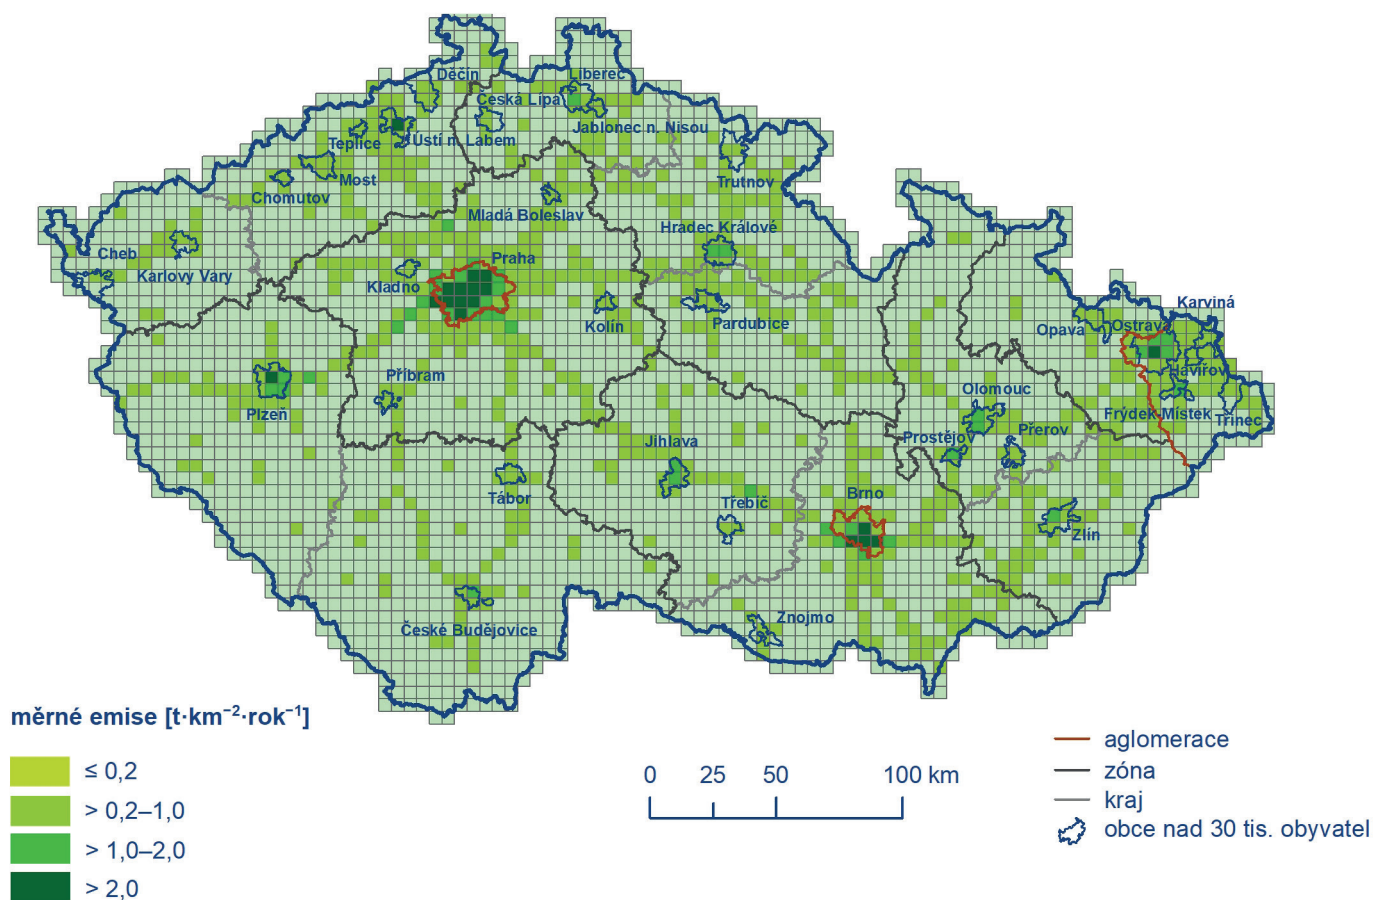 Děčín
Liberec
Česká Lípa
Jablonec n. Nisou
Teplice
Ústí n. Labem
Most
Trutnov
Chomutov
Mladá Boleslav
Hradec Králové
Cheb
Karlovy Vary
Praha
Kladno
Kolín
Pardubice
Karviná
Opava
Ostrava
Havířov
Plzeň
Příbram
Olomouc
Frýdek-Místek
Třinec
Prostějov
Přerov
Jihlava
Tábor
Třebíč
Brno
Zlín
České Budějovice
Znojmo
měrné emise [t·km⁻²·rok⁻¹]
≤ 0,2
> 0,2–1,0
> 1,0–2,0
> 2,0
0 25 50 100 km
aglomerace
zóna
kraj
obce nad 30 tis. obyvatel